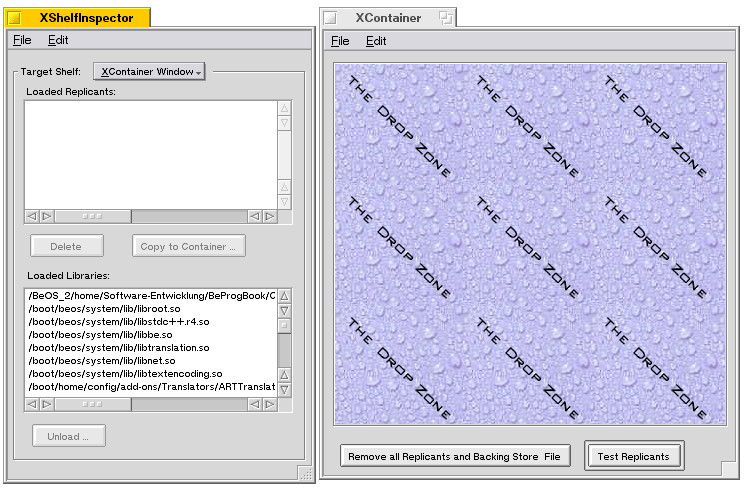 XShelfInspector
File Edit
Target Shelf: XContainer Window
Loaded Replicants:
Delete Copy to Container ...
Loaded Libraries:
/BeOS_2/home/Software-Entwicklung/BeProgBook/C
/boot/beos/system/lib/libroot.so
/boot/beos/system/lib/libstdc++.r4.so
/boot/beos/system/lib/libbe.so
/boot/beos/system/lib/libtranslation.so
/boot/beos/system/lib/libnet.so
/boot/beos/system/lib/libtextencoding.so
/boot/home/config/add-ons/Translators/ARTTranslat
Unload ...
XContainer
File Edit
The Drop Zone The Drop Zone The Drop Zone
The Drop Zone The Drop Zone The Drop Zone
The Drop Zone The Drop Zone The Drop Zone
Remove all Replicants and Backing Store File Test Replicants